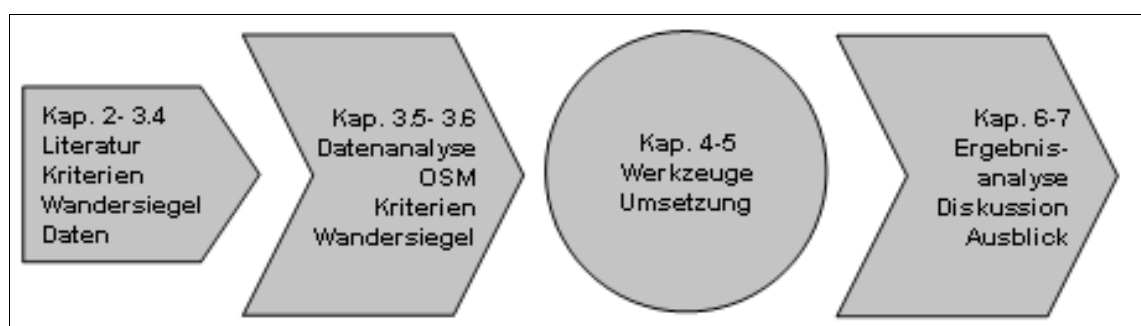 Kap. 2- 3.4
Literatur
Kriterien
Wandersiegel
Daten
Kap. 3.5- 3.6
Datenanalyse
OSM
Kriterien
Wandersiegel
Kap. 4-5
Werkzeuge
Umsetzung
Kap. 6-7
Ergebnis-
analyse
Diskussion
Ausblick